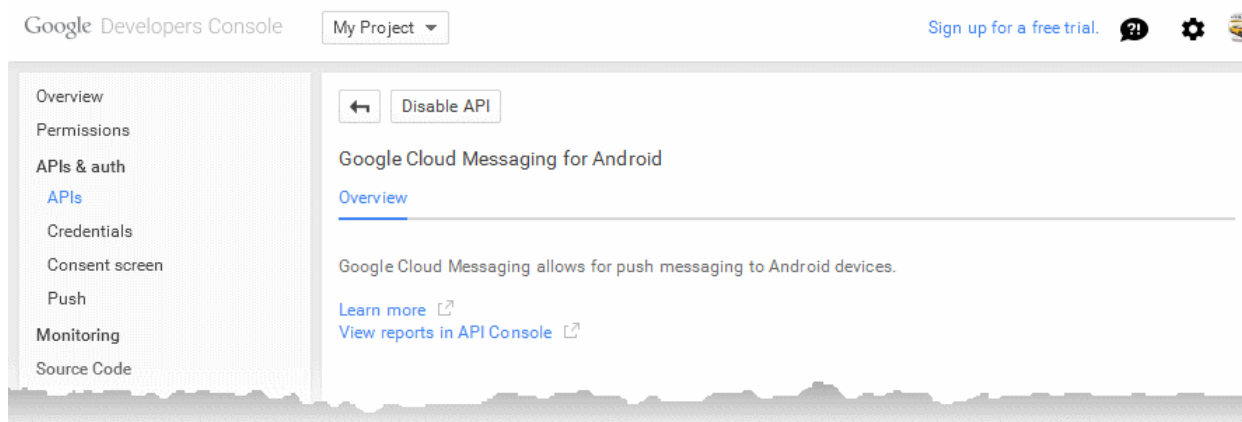 Google Developers Console
My Project
Sign up for a free trial.
?!
Overview
Permissions
APIs & auth
APIs
Credentials
Consent screen
Push
Monitoring
Source Code
Disable API
Google Cloud Messaging for Android
Overview
Google Cloud Messaging allows for push messaging to Android devices.
Learn more
View reports in API Console